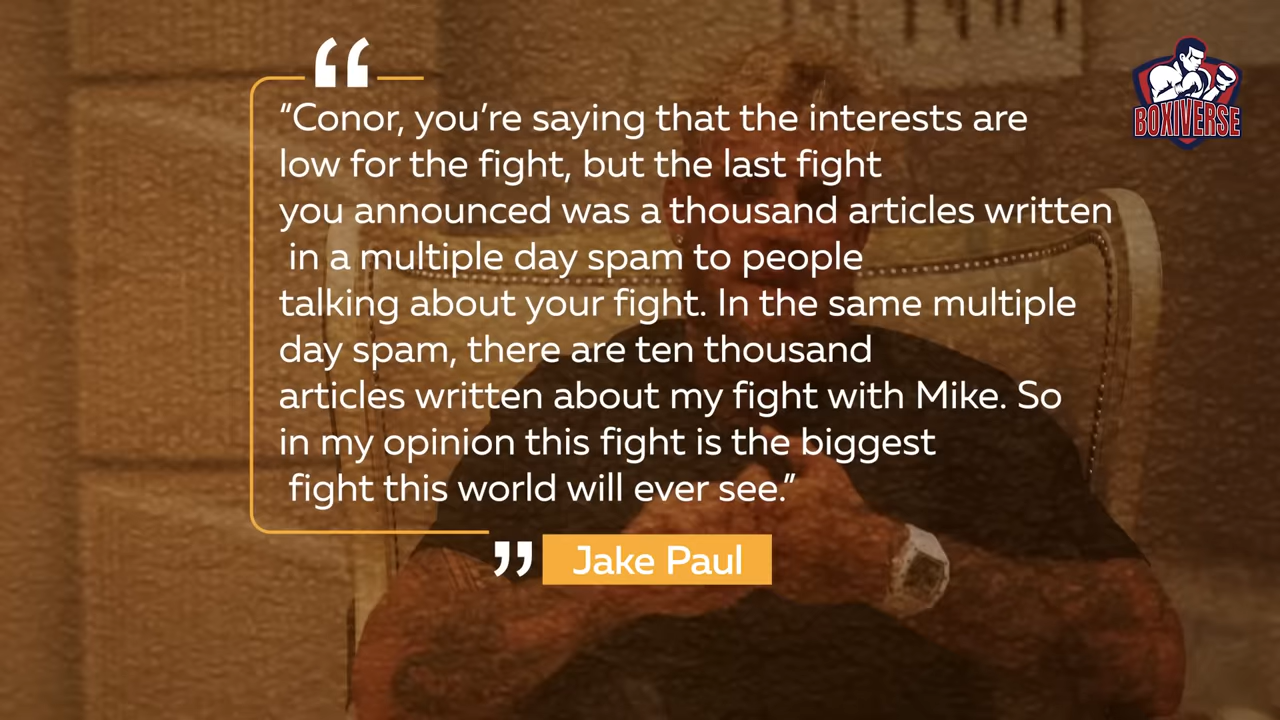 “
BOXIVERSE
“Conor, you’re saying that the interests are
low for the fight, but the last fight
you announced was a thousand articles written
in a multiple day spam to people
talking about your fight. In the same multiple
day spam, there are ten thousand
articles written about my fight with Mike. So
in my opinion this fight is the biggest
fight this world will ever see.”
” Jake Paul